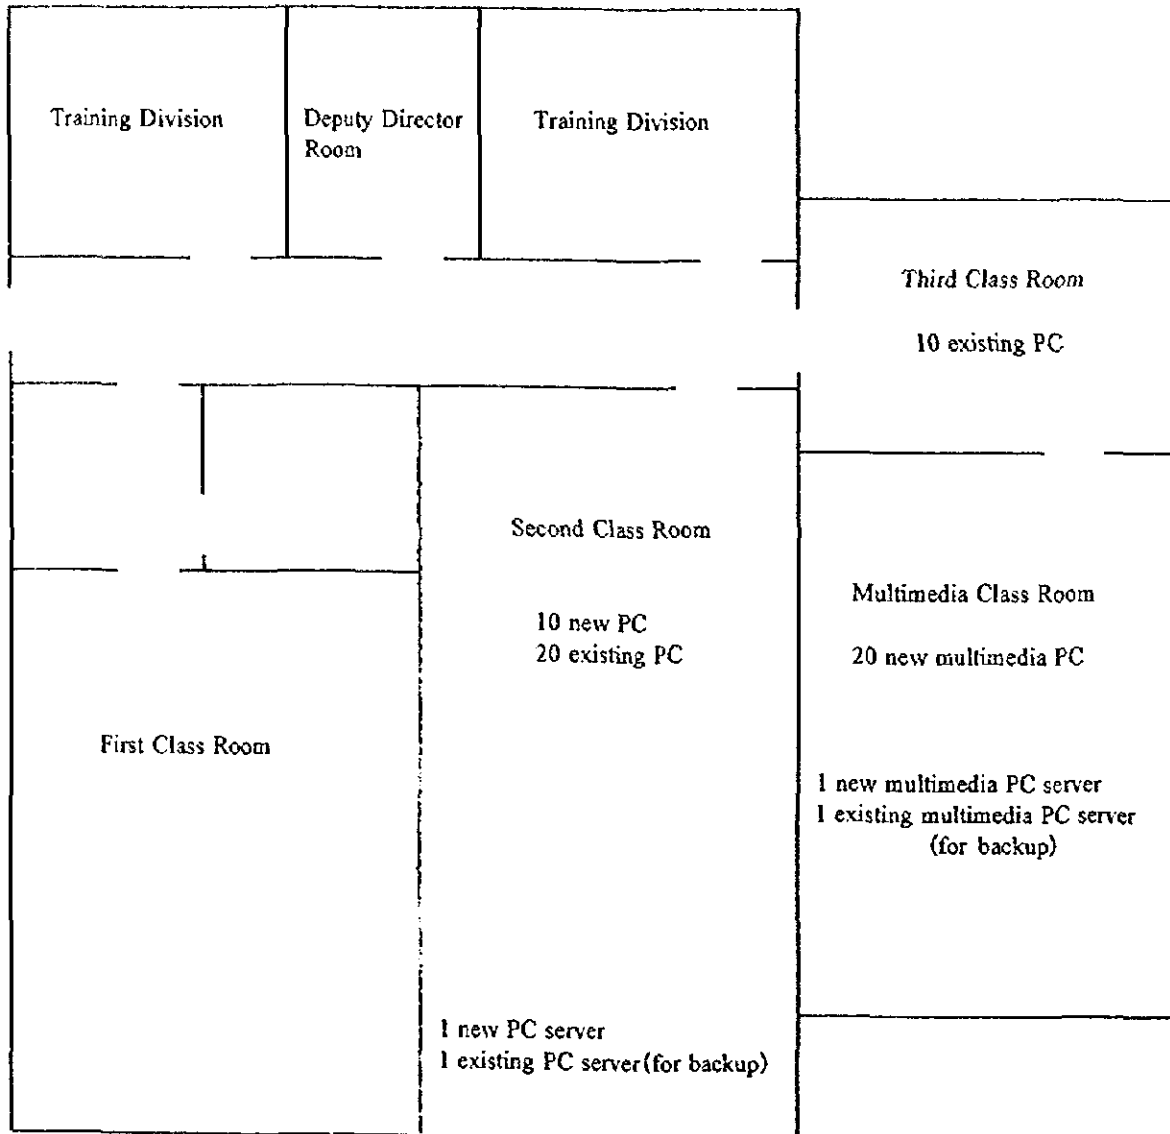 Training Division
Deputy Director
Room
Training Division
Third Class Room
10 existing PC
Second Class Room
10 new PC
20 existing PC
Multimedia Class Room
20 new multimedia PC
First Class Room
1 new multimedia PC server
1 existing multimedia PC server
(for backup)
1 new PC server
1 existing PC server(for backup)